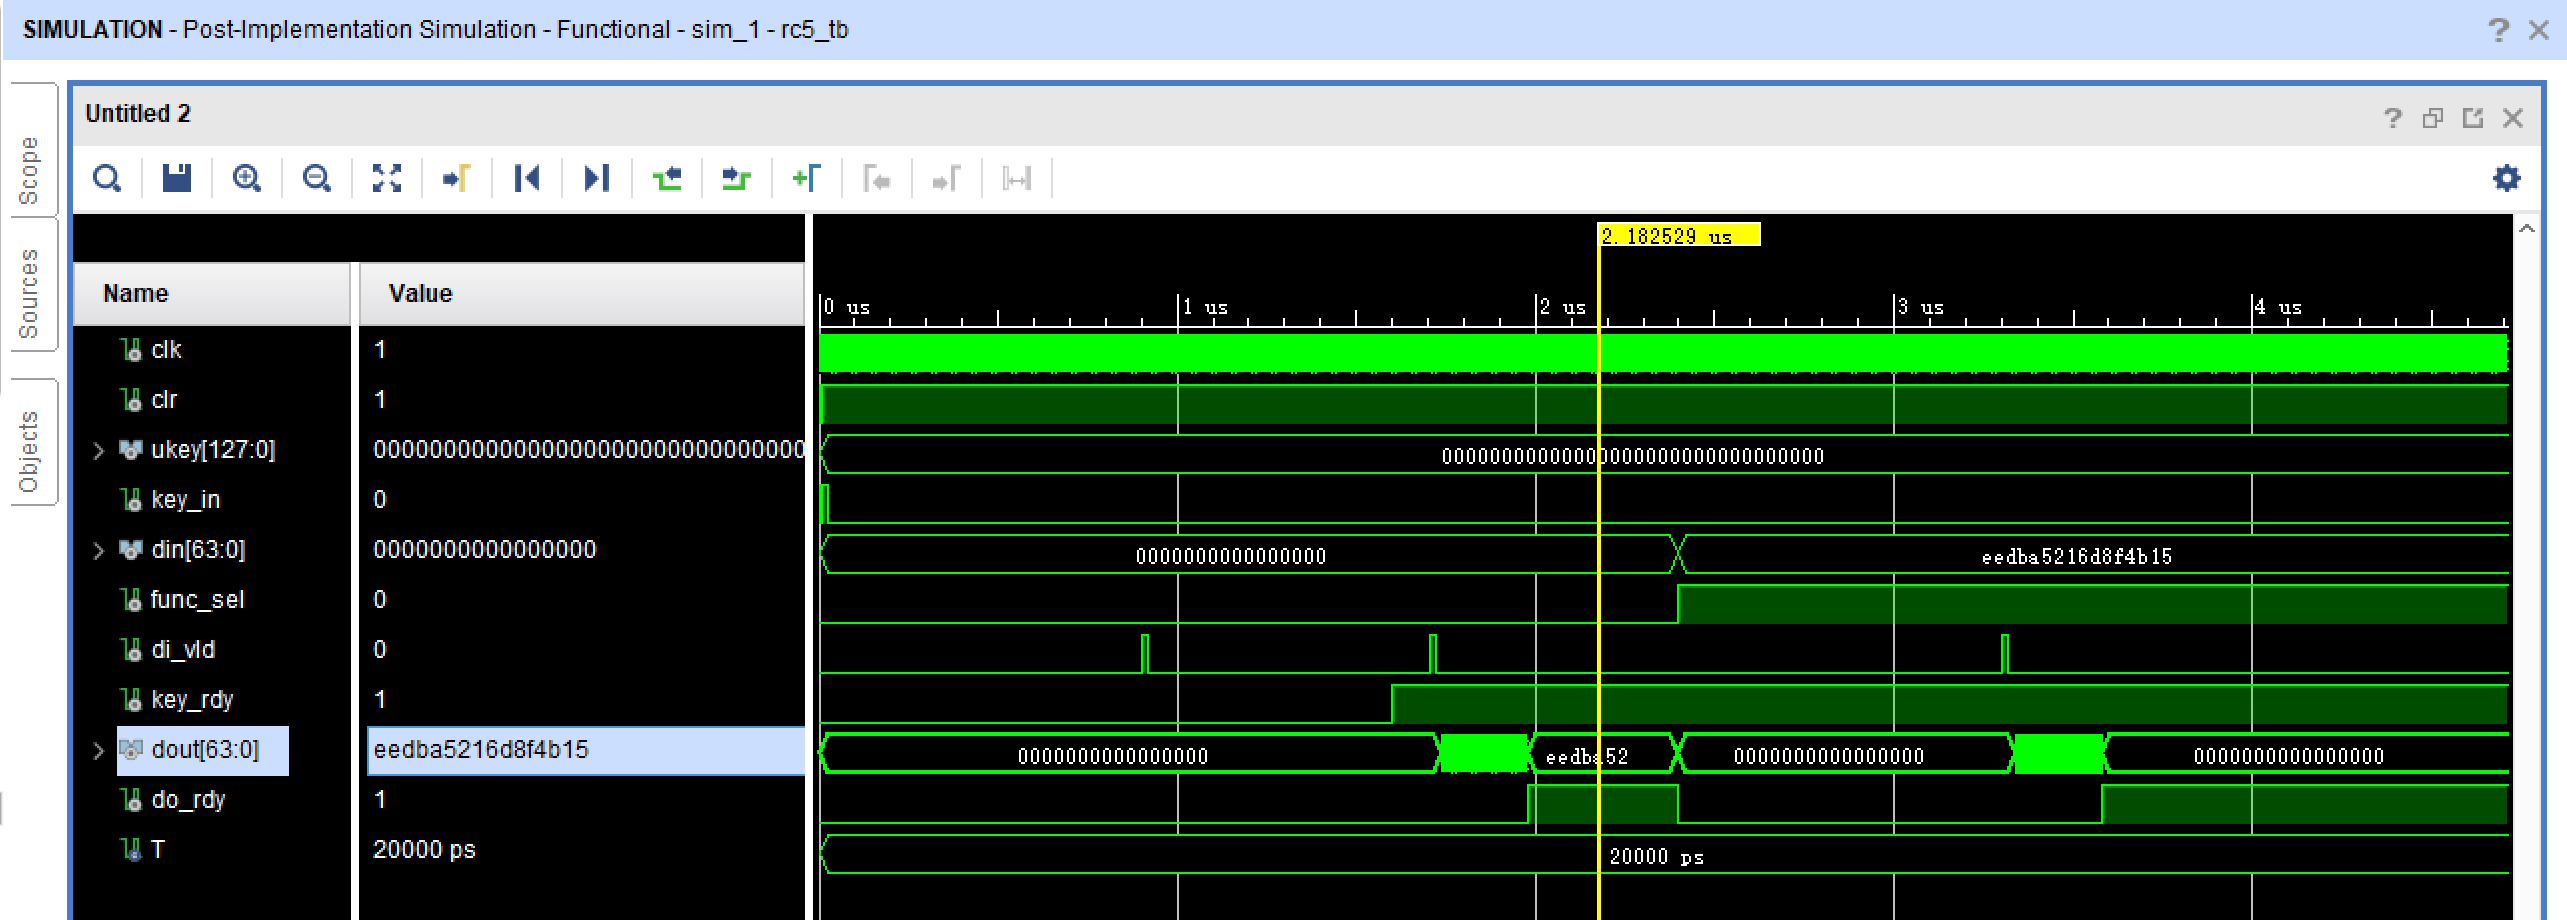 SIMULATION - Post-Implementation Simulation - Functional - sim_1 - rc5_tb
Scope
Sources
Objects
Untitled 2
2.182529 us
Name Value
0 us 1 us 2 us 3 us 4 us
clk 1
clr 1
ukey[127:0] 00000000000000000000000000000000 00000000000000000000000000000000
key_in 0
din[63:0] 0000000000000000 0000000000000000 eedba5216d8f4b15
func_sel 0
di_vld 0
key_rdy 1
dout[63:0] eedba5216d8f4b15 0000000000000000 eedba52 0000000000000000 0000000000000000
do_rdy 1
T 20000 ps 20000 ps